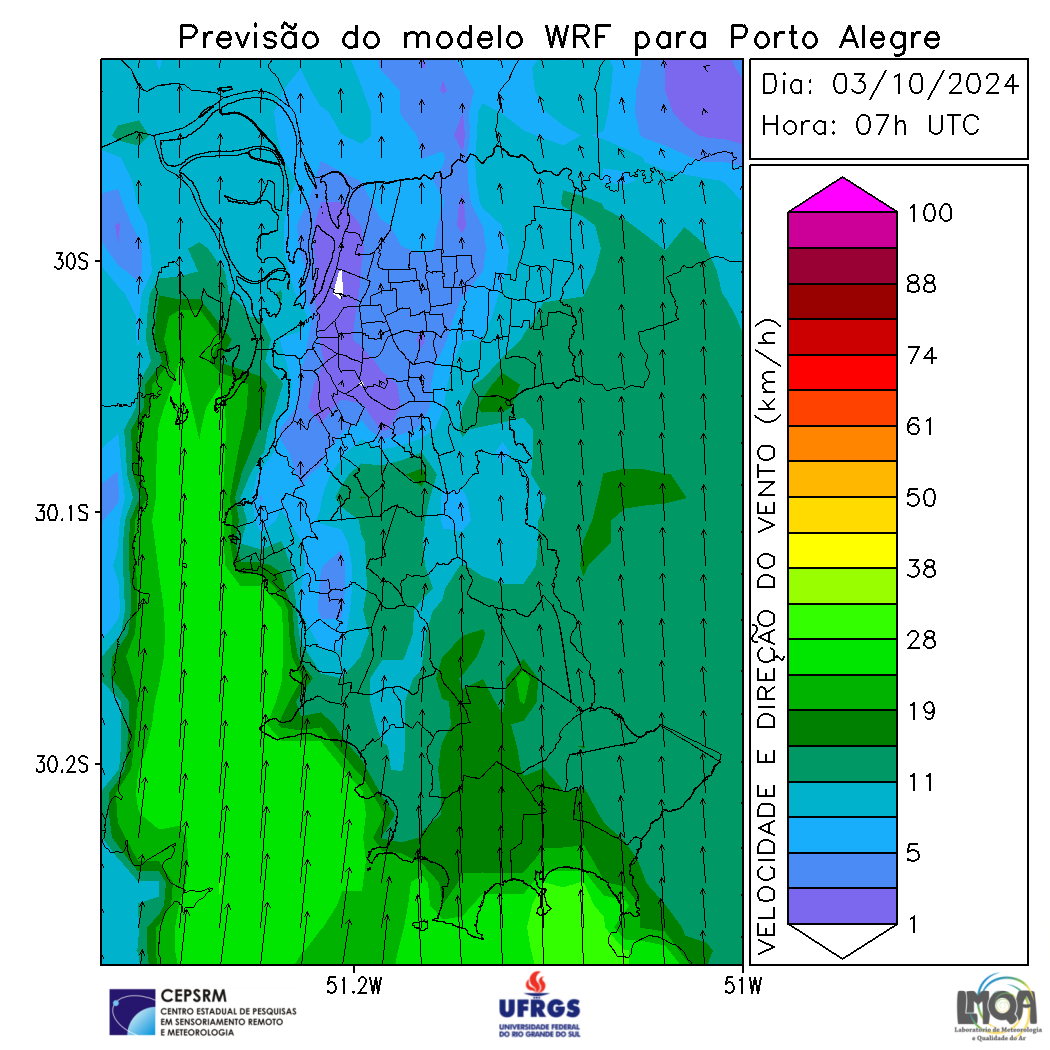 Previsão do modelo WRF para Porto Alegre
Dia: 03/10/2024
Hora: 07h UTC
30S
30.1S
30.2S
51.2W
51W
VELOCIDADE E DIREÇÃO DO VENTO (km/h)
100
88
74
61
50
38
28
19
11
5
1
CEPSRM
CENTRO ESTADUAL DE PESQUISAS
EM SENSORIAMENTO REMOTO
E METEOROLOGIA
UFRGS
UNIVERSIDADE FEDERAL
DO RIO GRANDE DO SUL
LMQA
Laboratório de Meteorologia
e Qualidade do Ar